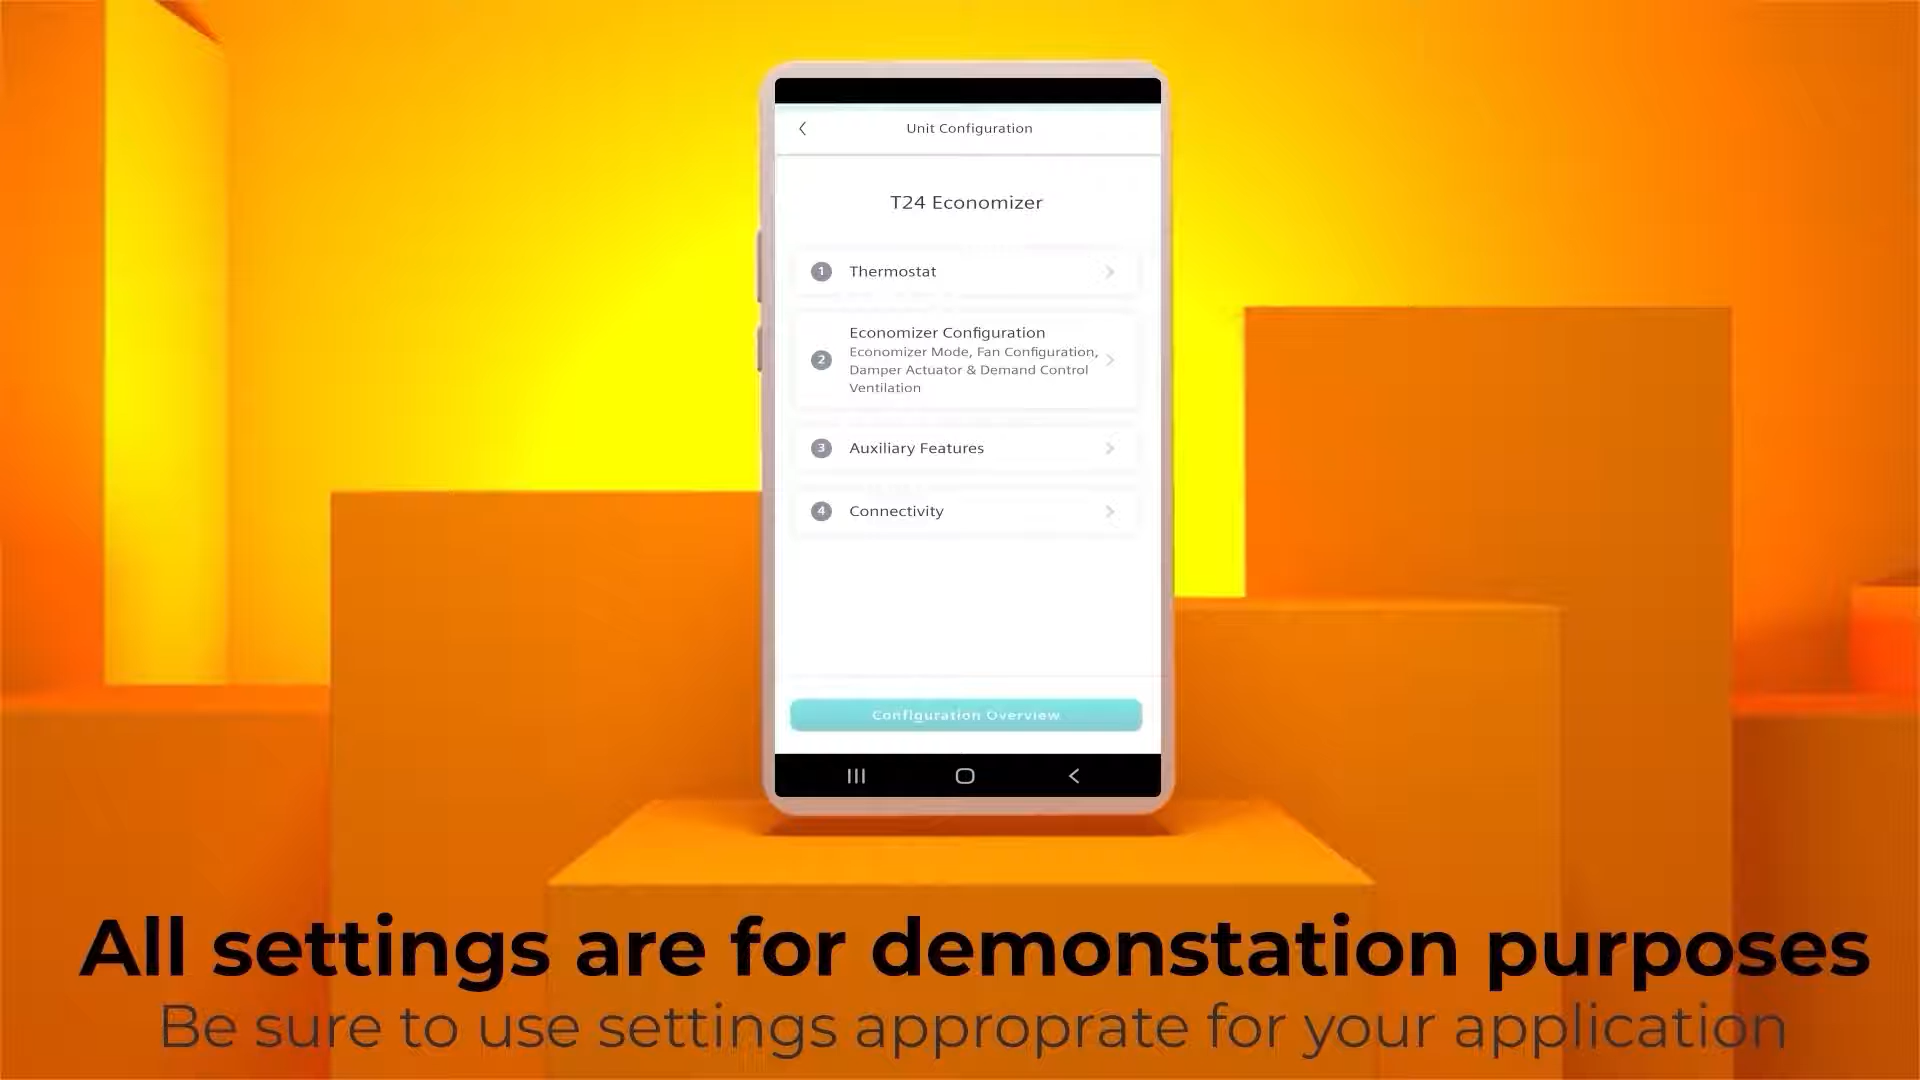 Unit Configuration
T24 Economizer
1 Thermostat
2 Economizer Configuration
Economizer Mode, Fan Configuration,
Damper Actuator & Demand Control
Ventilation
3 Auxiliary Features
4 Connectivity
Configuration Overview
All settings are for demonstation purposes
Be sure to use settings approprate for your application